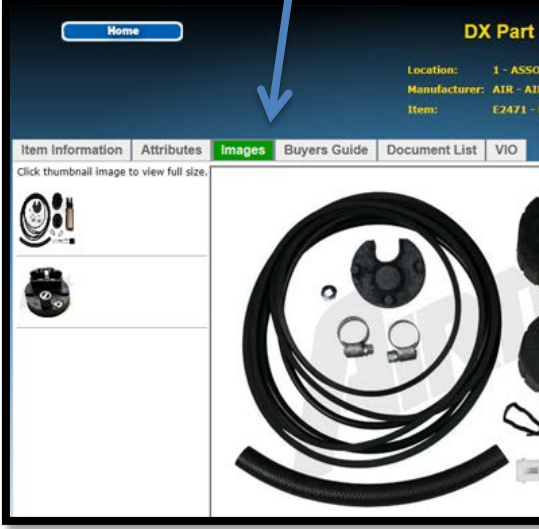 Home
DX Part
Location: 1 - ASSO
Manufacturer: AIR - AI
Item: E2471 -
Item Information Attributes Images Buyers Guide Document List VIO
Click thumbnail image to view full size.